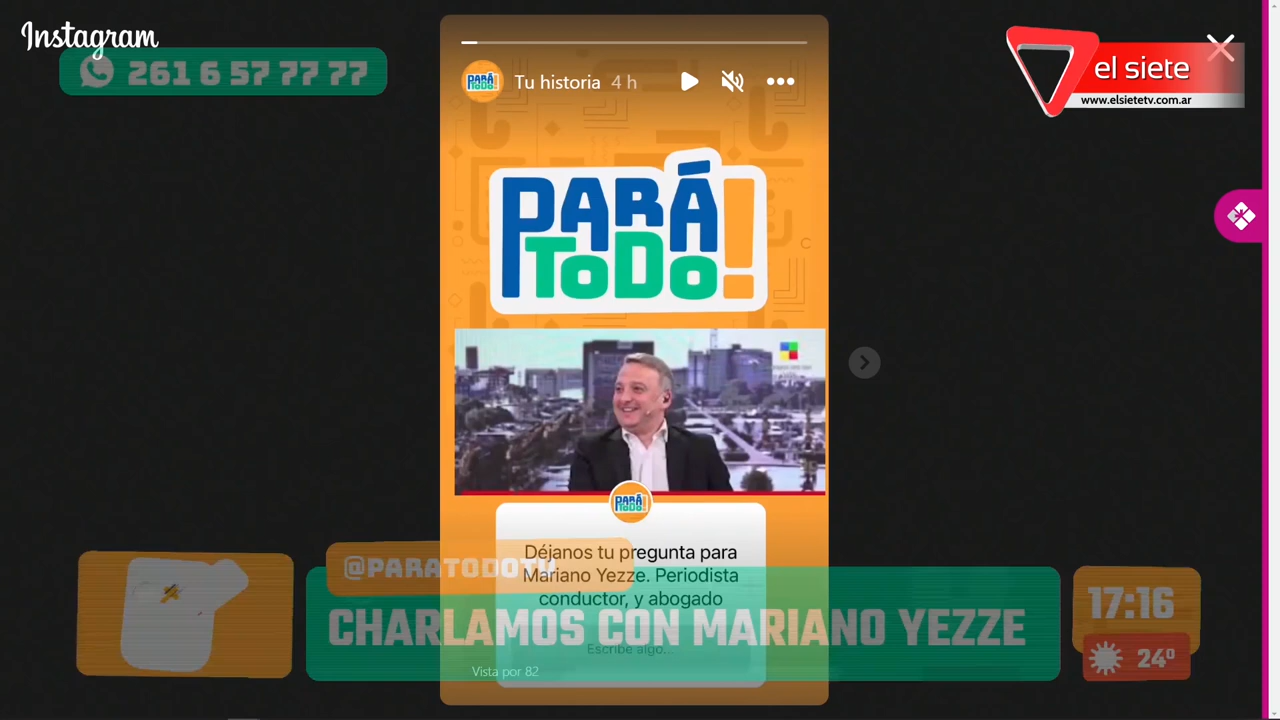 Instagram
261 6 57 77 77
Tu historia 4 h
el siete
www.elsietetv.com.ar
PARÁ
TODO!
PARÁ
TODO!
Déjanos tu pregunta para
Mariano Yezze. Periodista
conductor, y abogado
@PARATODOTV
CHARLAMOS CON MARIANO YEZZE
Escribe algo...
Vista por 82
17:16
24º